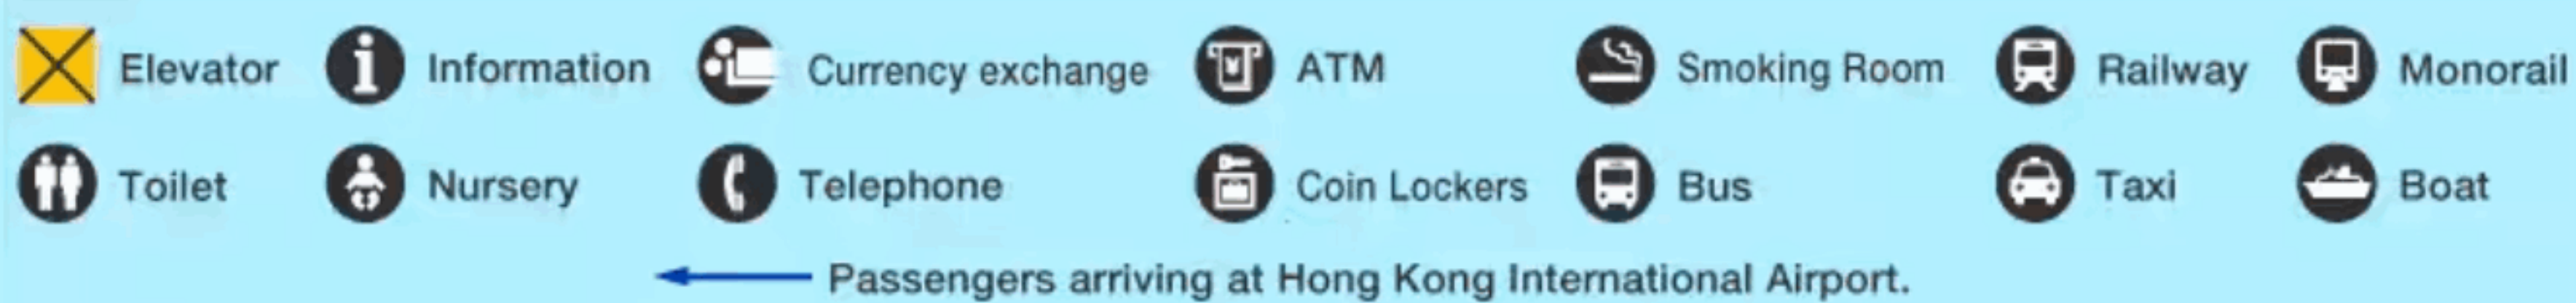 Elevator Information Currency exchange ATM Smoking Room Railway Monorail
Toilet Nursery Telephone Coin Lockers Bus Taxi Boat
Passengers arriving at Hong Kong International Airport.